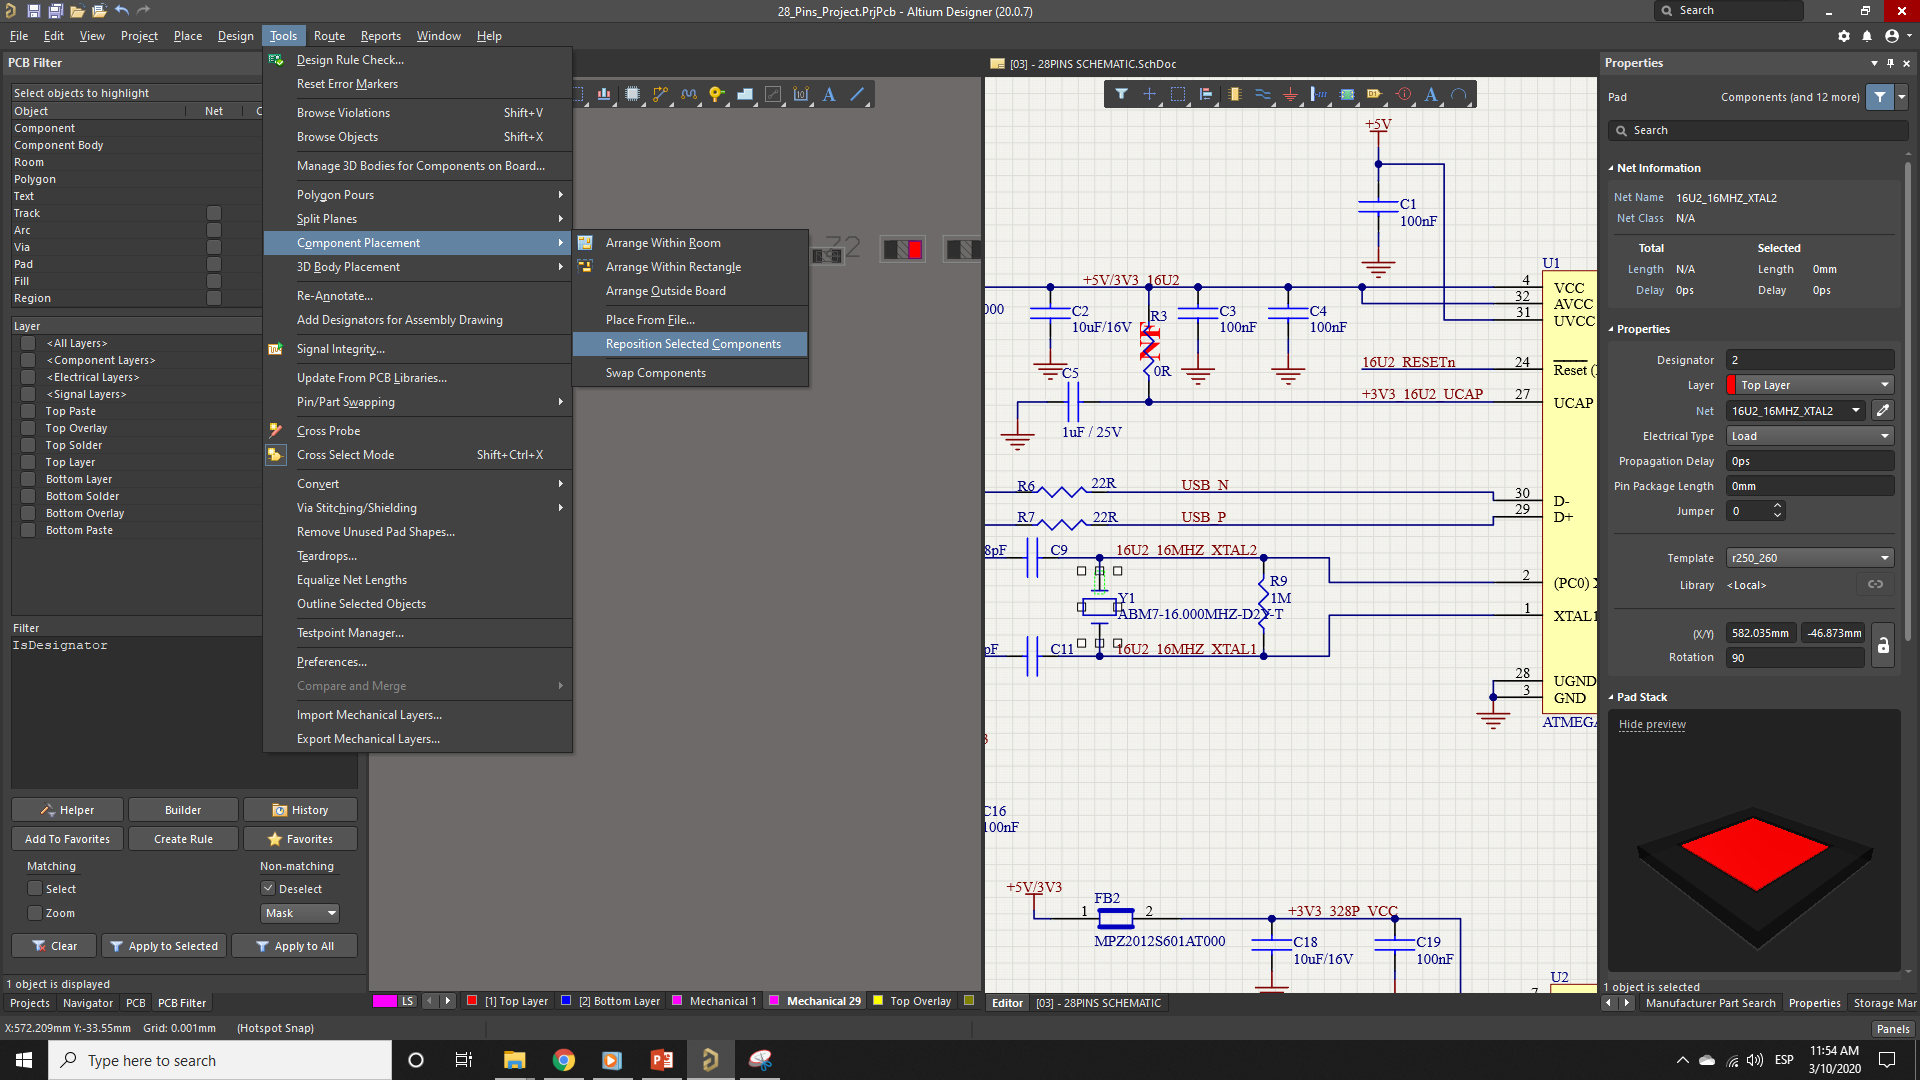 28_Pins_Project.PrjPcb - Altium Designer (20.0.7)
Search
File Edit View Project Place Design Tools Route Reports Window Help
PCB Filter
Select objects to highlight
Object Net
Component
Component Body
Room
Polygon
Text
Track
Arc
Via
Pad
Fill
Region
Layer
<All Layers>
<Component Layers>
<Electrical Layers>
<Signal Layers>
Top Paste
Top Overlay
Top Solder
Top Layer
Bottom Layer
Bottom Solder
Bottom Overlay
Bottom Paste
Filter
IsDesignator
Helper Builder History
Add To Favorites Create Rule Favorites
Matching Non-matching
Select Deselect
Zoom Mask
Clear Apply to Selected Apply to All
1 object is displayed
Projects Navigator PCB PCB Filter
Design Rule Check...
Reset Error Markers
Browse Violations Shift+V
Browse Objects Shift+X
Manage 3D Bodies for Components on Board...
Polygon Pours
Split Planes
Component Placement
3D Body Placement
Re-Annotate...
Add Designators for Assembly Drawing
Signal Integrity...
Update From PCB Libraries...
Pin/Part Swapping
Cross Probe
Cross Select Mode Shift+Ctrl+X
Convert
Via Stitching/Shielding
Remove Unused Pad Shapes...
Teardrops...
Equalize Net Lengths
Outline Selected Objects
Testpoint Manager...
Preferences...
Compare and Merge
Import Mechanical Layers...
Export Mechanical Layers...
Arrange Within Room
Arrange Within Rectangle
Arrange Outside Board
Place From File...
Reposition Selected Components
Swap Components
LS [1] Top Layer [2] Bottom Layer Mechanical 1 Mechanical 29 Top Overlay
[03] - 28PINS SCHEMATIC.SchDoc
+5V
C1
100nF
U1
+5V/3V3_16U2
000
C2
10uF/16V
R3
0R
C3
100nF
C4
100nF
4 VCC
32 AVCC
31 UVCC
16U2_RESETn 24 Reset (
+3V3_16U2_UCAP 27 UCAP
C5
1uF / 25V
R6 22R USB_N 30 D-
R7 22R USB_P 29 D+
8pF C9 16U2_16MHZ_XTAL2
R9
1M
2 (PC0) X
Y1
ABM7-16.000MHZ-D2Y-T
1 XTAL1
pF C11 16U2_16MHZ_XTAL1
28 UGND
3 GND
ATMEGA
C16
100nF
+5V/3V3
FB2
1 2
MPZ2012S601AT000
+3V3_328P_VCC
C18
10uF/16V
C19
100nF
U2
7
Editor [03] - 28PINS SCHEMATIC
Properties
Pad Components (and 12 more)
Search
Net Information
Net Name 16U2_16MHZ_XTAL2
Net Class N/A
Total Selected
Length N/A Length 0mm
Delay 0ps Delay 0ps
Properties
Designator 2
Layer Top Layer
Net 16U2_16MHZ_XTAL2
Electrical Type Load
Propagation Delay 0ps
Pin Package Length 0mm
Jumper 0
Template r250_260
Library <Local>
(X/Y) 582.035mm -46.873mm
Rotation 90
Pad Stack
Hide preview
1 object is selected
Manufacturer Part Search Properties Storage Mar
X:572.209mm Y:-33.55mm Grid: 0.001mm (Hotspot Snap)
Panels
Type here to search
ESP
11:54 AM
3/10/2020